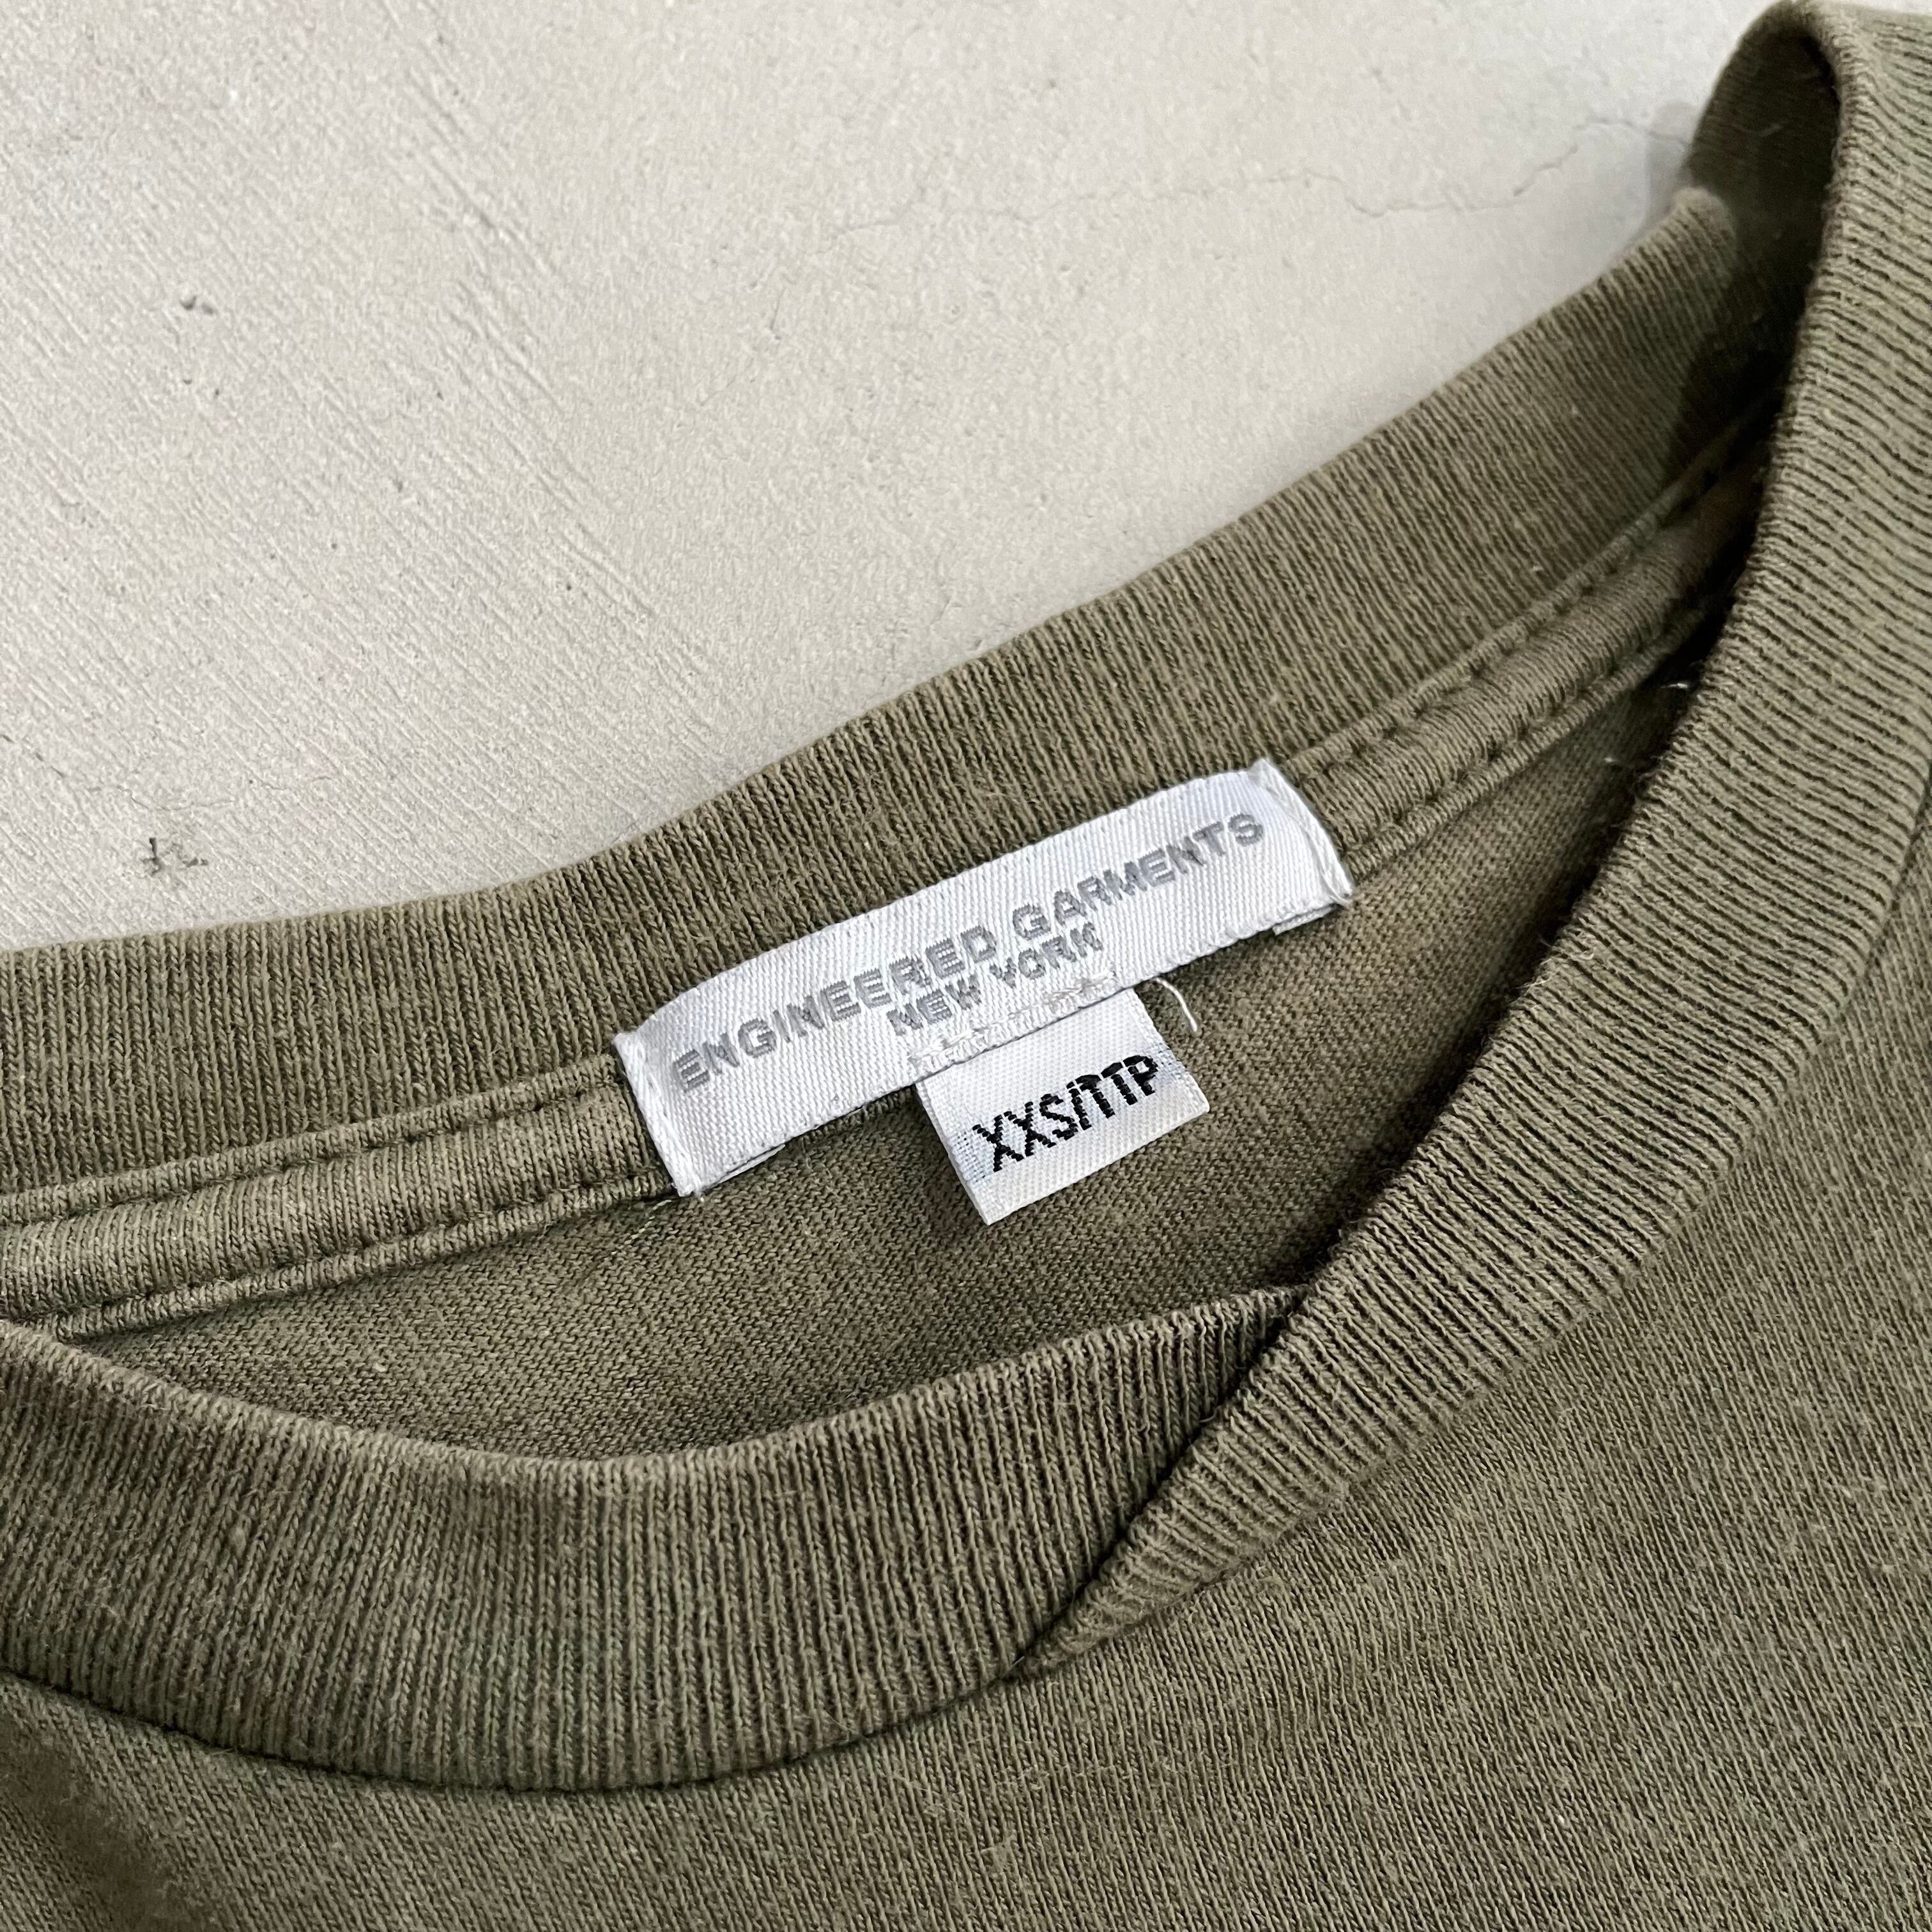 ENGINEERED GARMENTS
NEW YORK
XXS/TTP